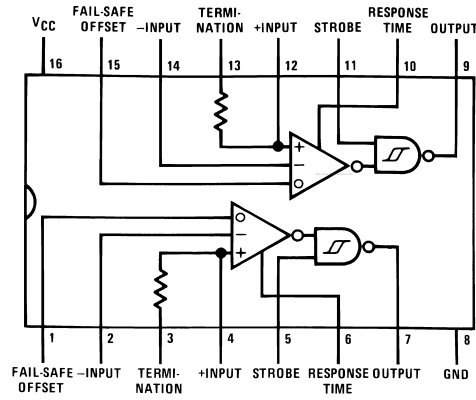 VCC
FAIL-SAFE
OFFSET
–INPUT
TERMI-
NATION
+INPUT
STROBE
RESPONSE
TIME
OUTPUT
16 15 14 13 12 11 10 9
+
–
+
–
1 2 3 4 5 6 7 8
FAIL-SAFE
OFFSET
–INPUT
TERMI-
NATION
+INPUT
STROBE
RESPONSE
TIME
OUTPUT
GND